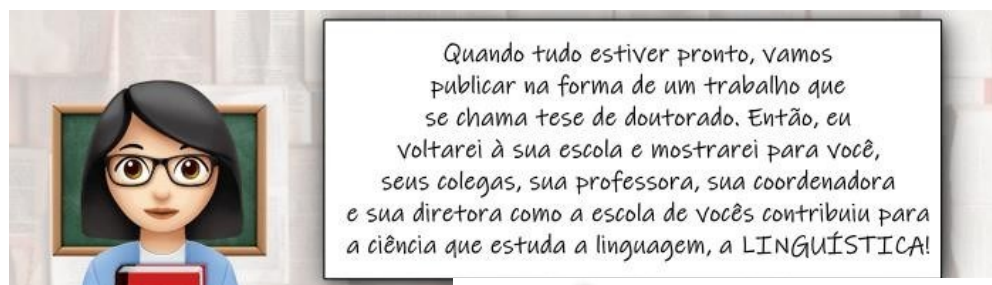 Quando tudo estiver pronto, vamos
publicar na forma de um trabalho que
se chama tese de doutorado. Então, eu
voltarei à sua escola e mostrarei para você,
seus colegas, sua professora, sua coordenadora
e sua diretora como a escola de vocês contribuiu para
a ciência que estuda a linguagem, a LINGUÍSTICA!